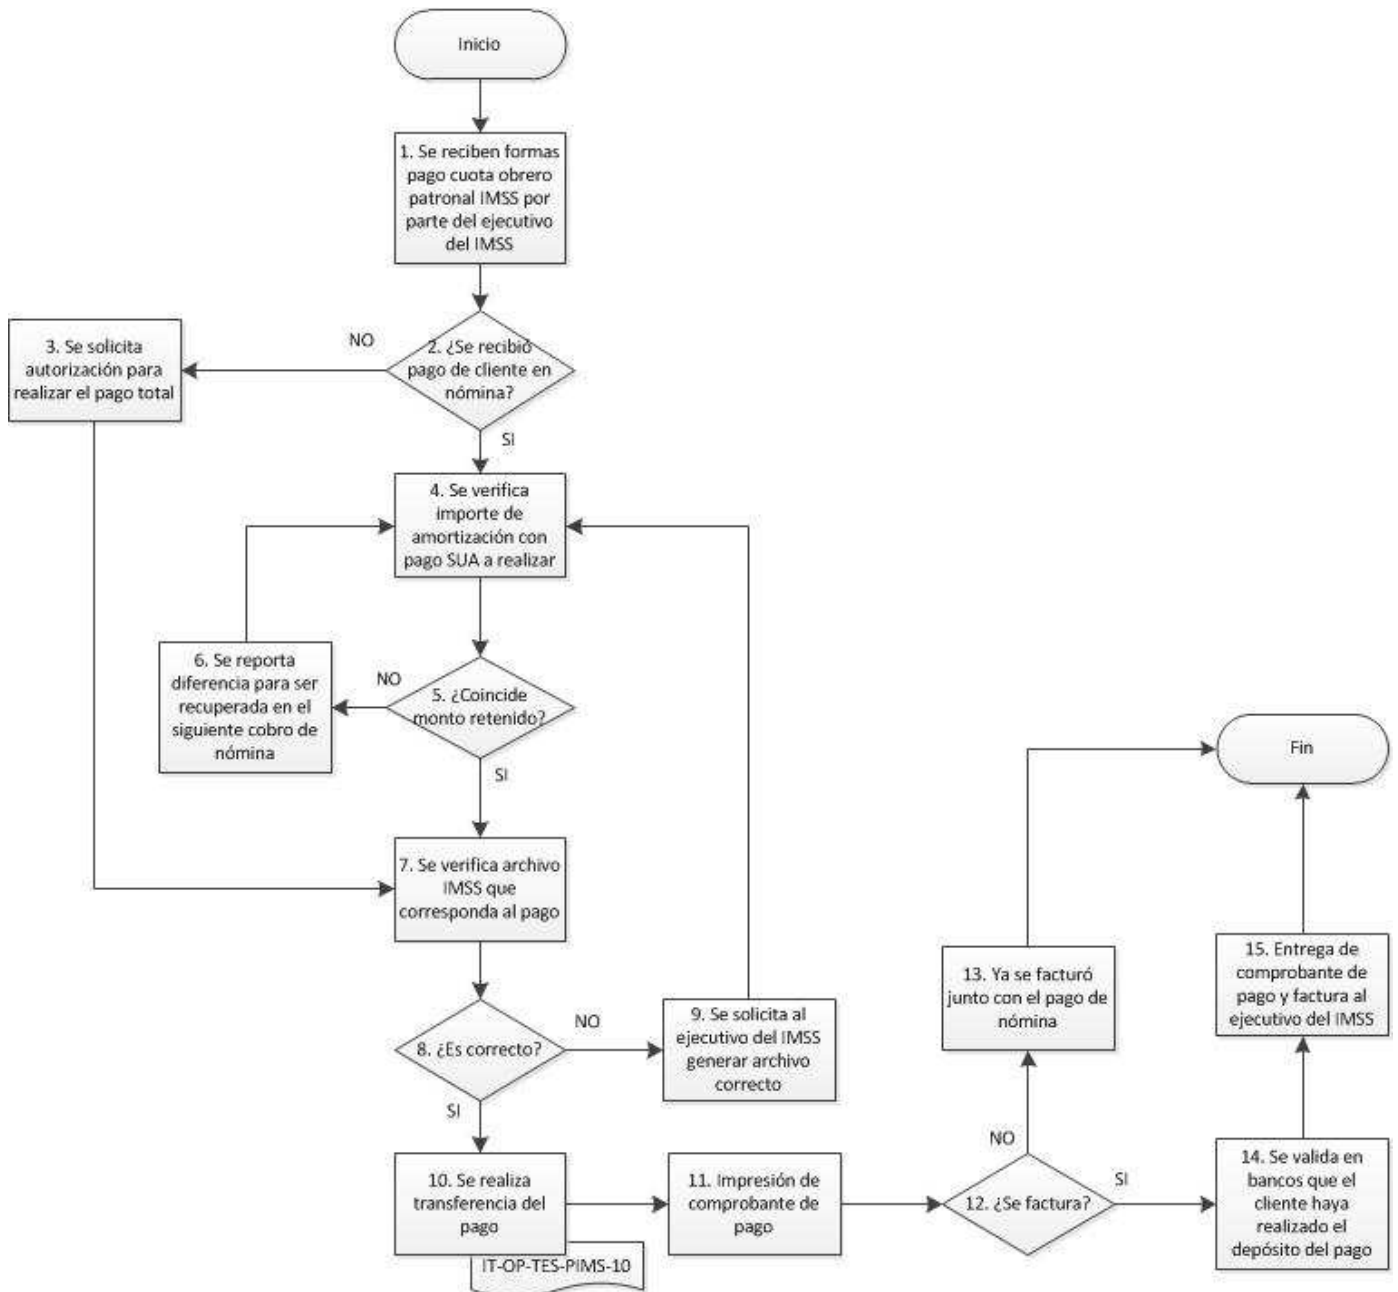 Inicio
1. Se reciben formas
pago cuota obrero
patronal IMSS por
parte del ejecutivo
del IMSS
2. ¿Se recibió
pago de cliente en
nómina?
NO
3. Se solicita
autorización para
realizar el pago total
SI
4. Se verifica
importe de
amortización con
pago SUA a realizar
5. ¿Coincide
monto retenido?
NO
6. Se reporta
diferencia para ser
recuperada en el
siguiente cobro de
nómina
SI
7. Se verifica archivo
IMSS que
corresponda al pago
8. ¿Es correcto?
NO
9. Se solicita al
ejecutivo del IMSS
generar archivo
correcto
SI
10. Se realiza
transferencia del
pago
IT-OP-TES-PIMS-10
11. Impresión de
comprobante de
pago
12. ¿Se factura?
NO
13. Ya se facturó
junto con el pago de
nómina
SI
14. Se valida en
bancos que el
cliente haya
realizado el
depósito del pago
15. Entrega de
comprobante de
pago y factura al
ejecutivo del IMSS
Fin